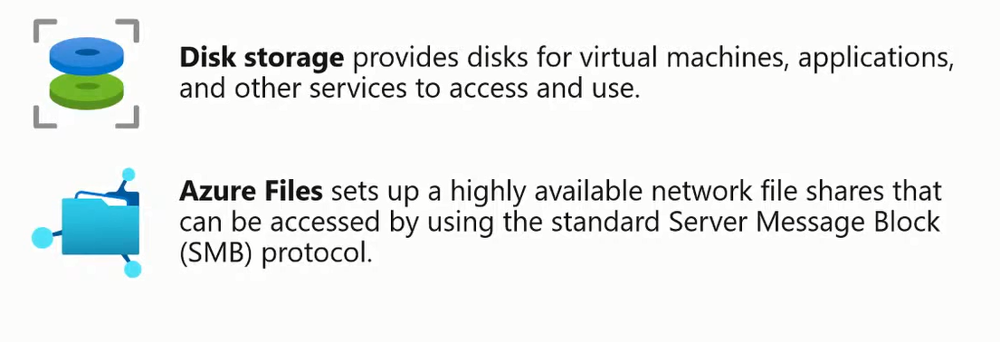 Disk storage provides disks for virtual machines, applications,
and other services to access and use.
Azure Files sets up a highly available network file shares that
can be accessed by using the standard Server Message Block
(SMB) protocol.